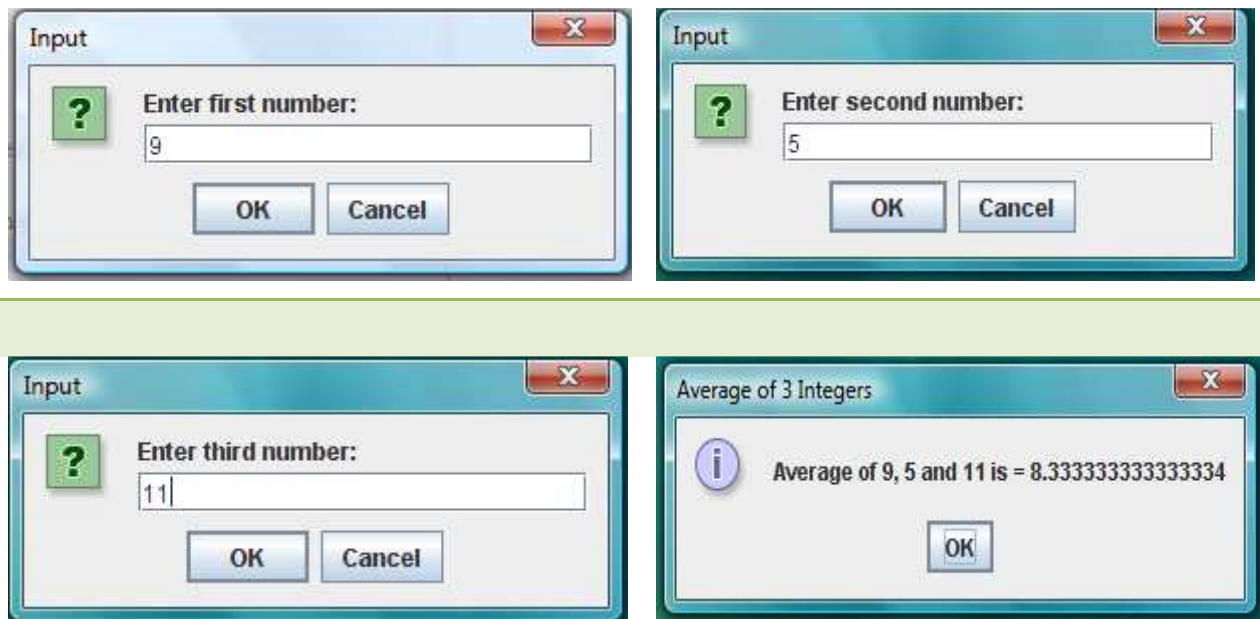 Input
Enter first number:
?
9
OK Cancel
Input
Enter second number:
?
5
OK Cancel
Input
Enter third number:
?
11
OK Cancel
Average of 3 Integers
i
Average of 9, 5 and 11 is = 8.333333333333334
OK